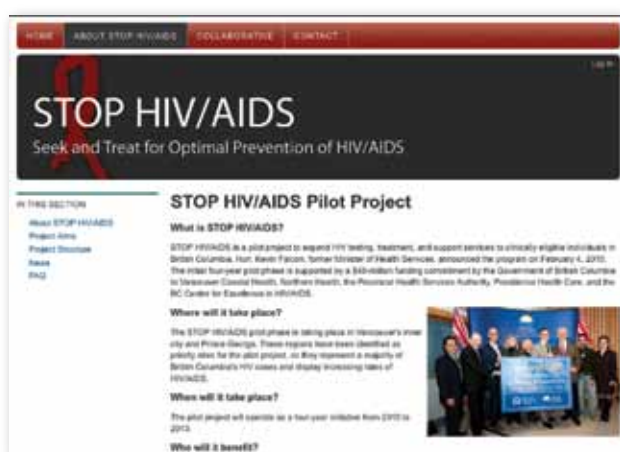 HOME ABOUT STOP HIV/AIDS COLLABORATIVE CONTACT
Log in
STOP HIV/AIDS
Seek and Treat for Optimal Prevention of HIV/AIDS
IN THIS SECTION
About STOP HIV/AIDS
Project Aims
Project Structure
News
FAQ
STOP HIV/AIDS Pilot Project
What is STOP HIV/AIDS?
STOP HIV/AIDS is a pilot project to expand HIV testing, treatment, and support services to clinically eligible individuals in
British Columbia. Hon. Kevin Falcon, former Minister of Health Services, announced the program on February 4, 2010.
The initial four-year pilot phase is supported by a $48-million funding commitment by the Government of British Columbia
to Vancouver Coastal Health, Northern Health, the Provincial Health Services Authority, Providence Health Care, and the
BC Centre for Excellence in HIV/AIDS.
Where will it take place?
The STOP HIV/AIDS pilot phase is taking place in Vancouver's inner
city and Prince George. These regions have been identified as
priority sites for the pilot project, as they represent a majority of
British Columbia's HIV cases and display increasing rates of
HIV/AIDS.
When will it take place?
The pilot project will operate as a four-year initiative from 2010 to
2013.
Who will it benefit?